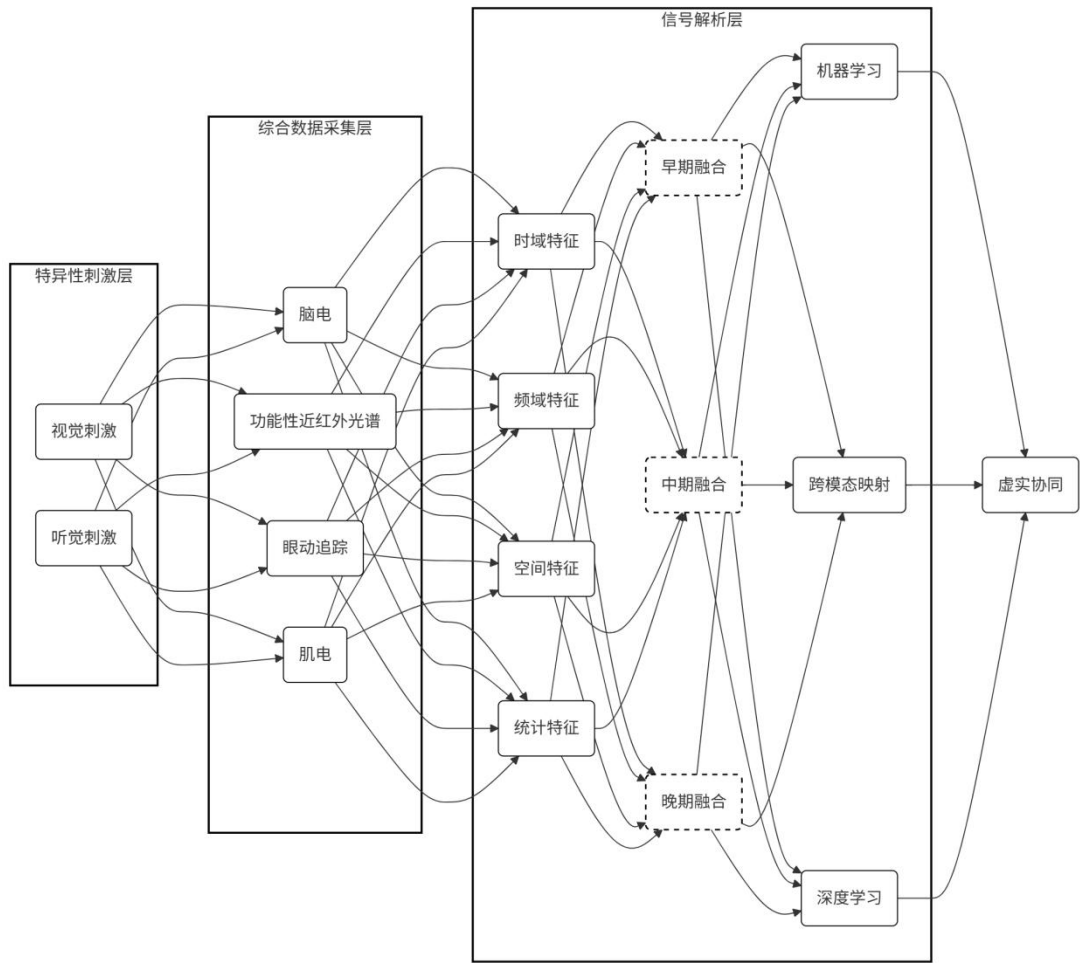 特异性刺激层
视觉刺激
听觉刺激
综合数据采集层
脑电
功能性近红外光谱
眼动追踪
肌电
信号解析层
时域特征
频域特征
空间特征
统计特征
早期融合
中期融合
晚期融合
机器学习
跨模态映射
深度学习
虚实协同